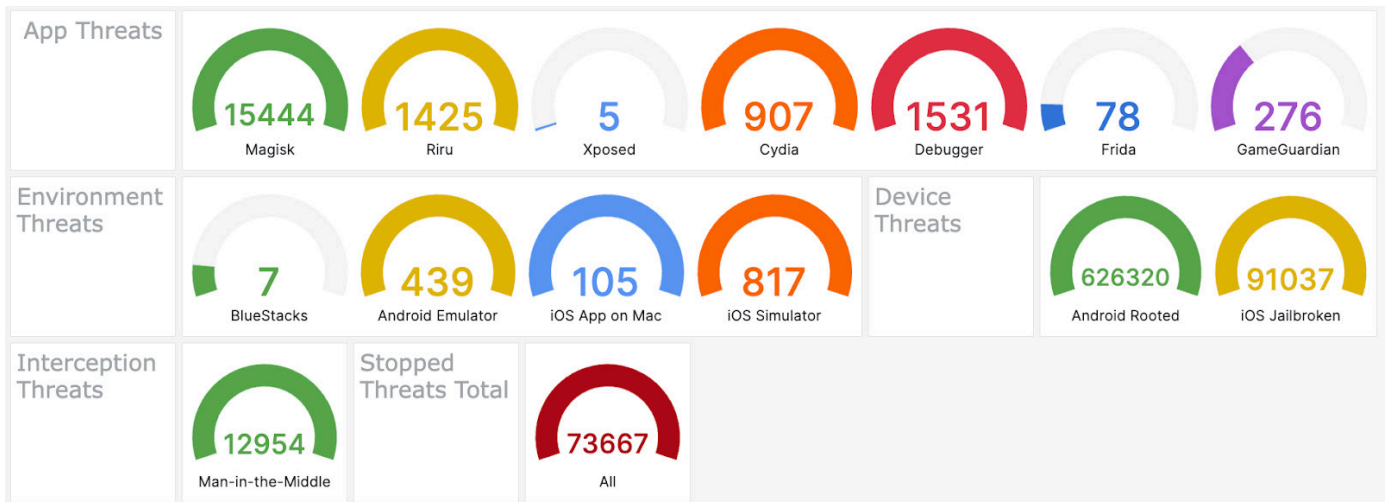 App Threats
15444
Magisk
1425
Riru
5
Xposed
907
Cydia
1531
Debugger
78
Frida
276
GameGuardian
Environment
Threats
7
BlueStacks
439
Android Emulator
105
iOS App on Mac
817
iOS Simulator
Device
Threats
626320
Android Rooted
91037
iOS Jailbroken
Interception
Threats
12954
Man-in-the-Middle
Stopped
Threats Total
73667
All